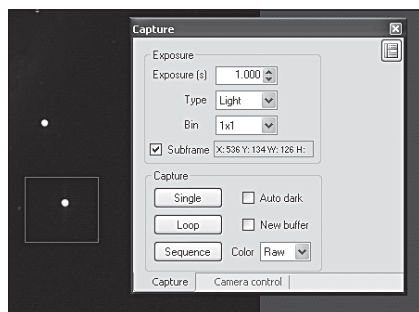 Capture
Exposure
Exposure (s) 1.000
Type Light
Bin 1x1
Subframe X: 536 Y: 134 W: 126 H:
Capture
Single Auto dark
Loop New buffer
Sequence Color Raw
Capture Camera control